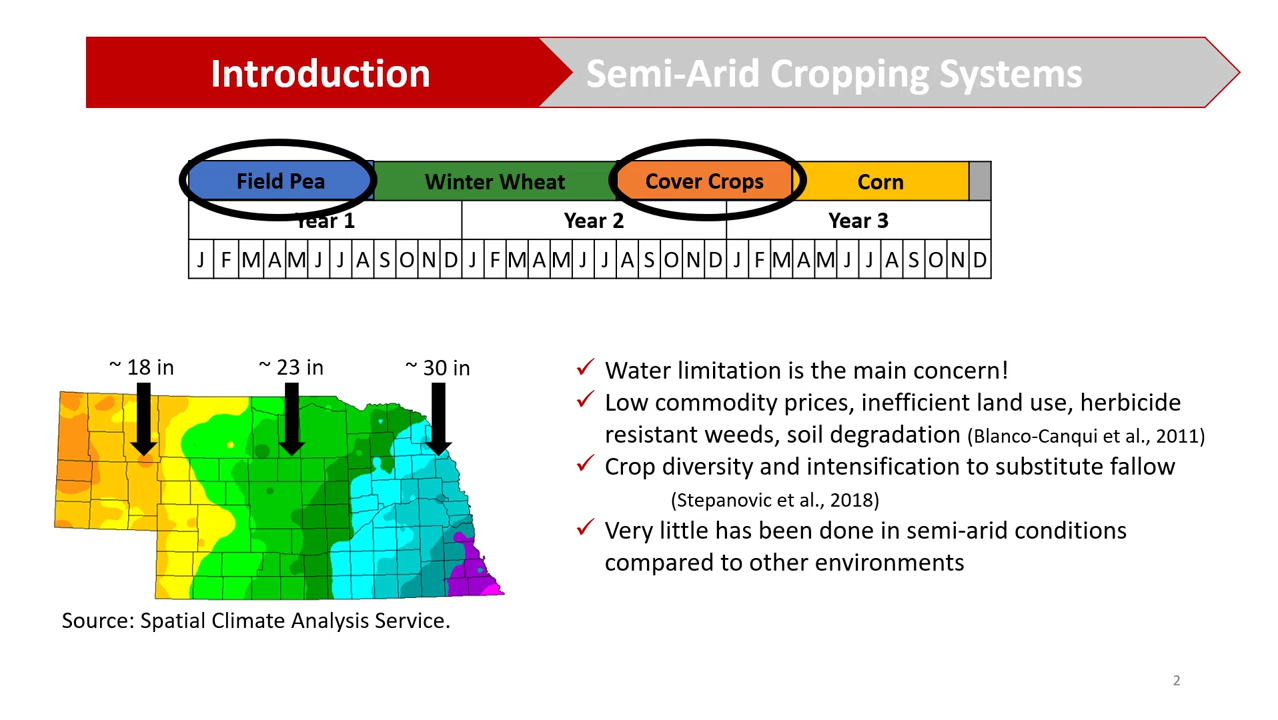 Introduction
Semi-Arid Cropping Systems
Field Pea
Winter Wheat
Cover Crops
Corn
Year 1
Year 2
Year 3
J F M A M J J A S O N D J F M A M J J A S O N D J F M A M J J A S O N D
~ 18 in
~ 23 in
~ 30 in
Source: Spatial Climate Analysis Service.
✓ Water limitation is the main concern!
✓ Low commodity prices, inefficient land use, herbicide
resistant weeds, soil degradation (Blanco-Canqui et al., 2011)
✓ Crop diversity and intensification to substitute fallow
(Stepanovic et al., 2018)
✓ Very little has been done in semi-arid conditions
compared to other environments
2